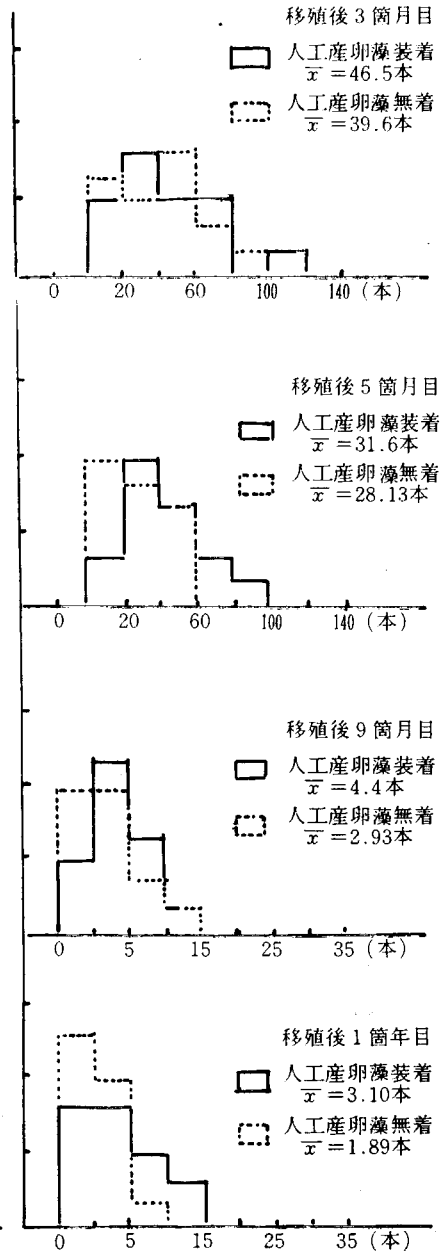 移殖後3箇月目
人工産卵藻装着
x̄=46.5本
人工産卵藻無着
x̄=39.6本
0 20 60 100 140 (本)
移殖後5箇月目
人工産卵藻装着
x̄=31.6本
人工産卵藻無着
x̄=28.13本
0 20 60 100 140 (本)
移殖後9箇月目
人工産卵藻装着
x̄=4.4本
人工産卵藻無着
x̄=2.93本
0 5 15 25 35 (本)
移殖後1箇年目
人工産卵藻装着
x̄=3.10本
人工産卵藻無着
x̄=1.89本
0 5 15 25 35 (本)